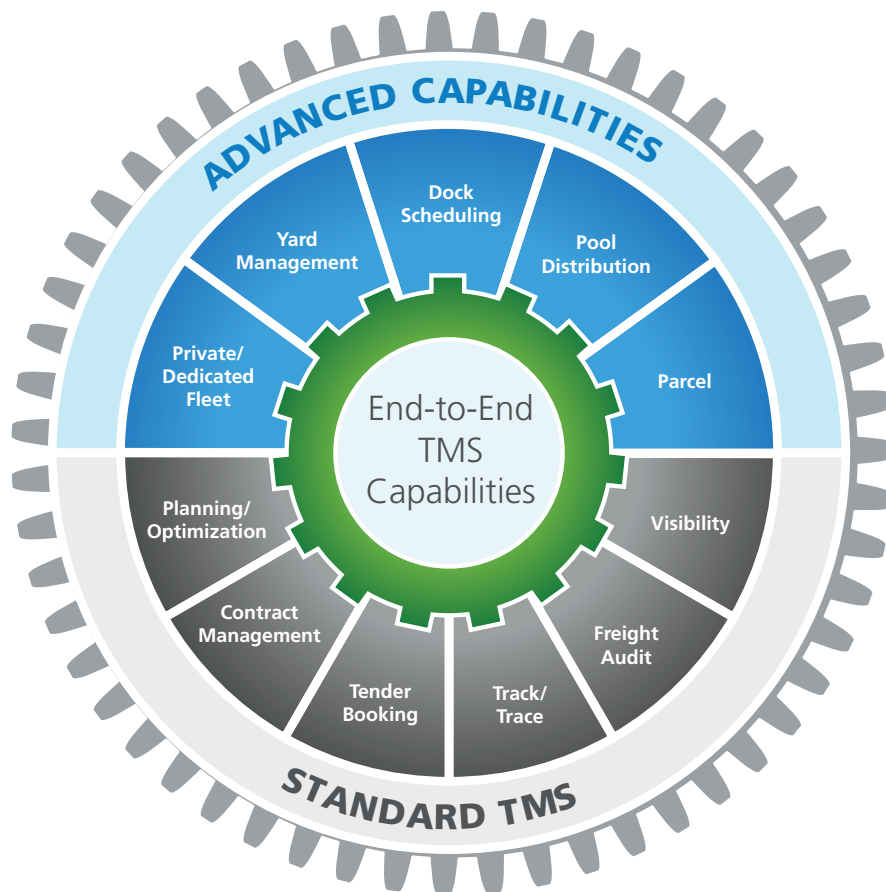 ADVANCED CAPABILITIES
Dock
Scheduling
Yard
Management
Pool
Distribution
Private/
Dedicated
Fleet
Parcel
End-to-End
TMS
Capabilities
Planning/
Optimization
Visibility
Contract
Management
Freight
Audit
Tender
Booking
Track/
Trace
STANDARD TMS